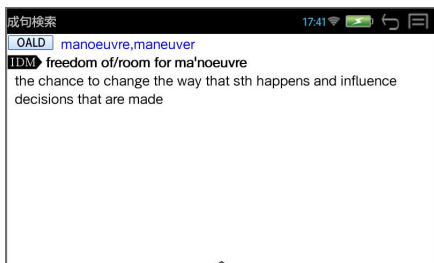 成句検索 17:41
OALD manoeuvre,maneuver
IDM freedom of/room for ma'noeuvre
the chance to change the way that sth happens and influence
decisions that are made